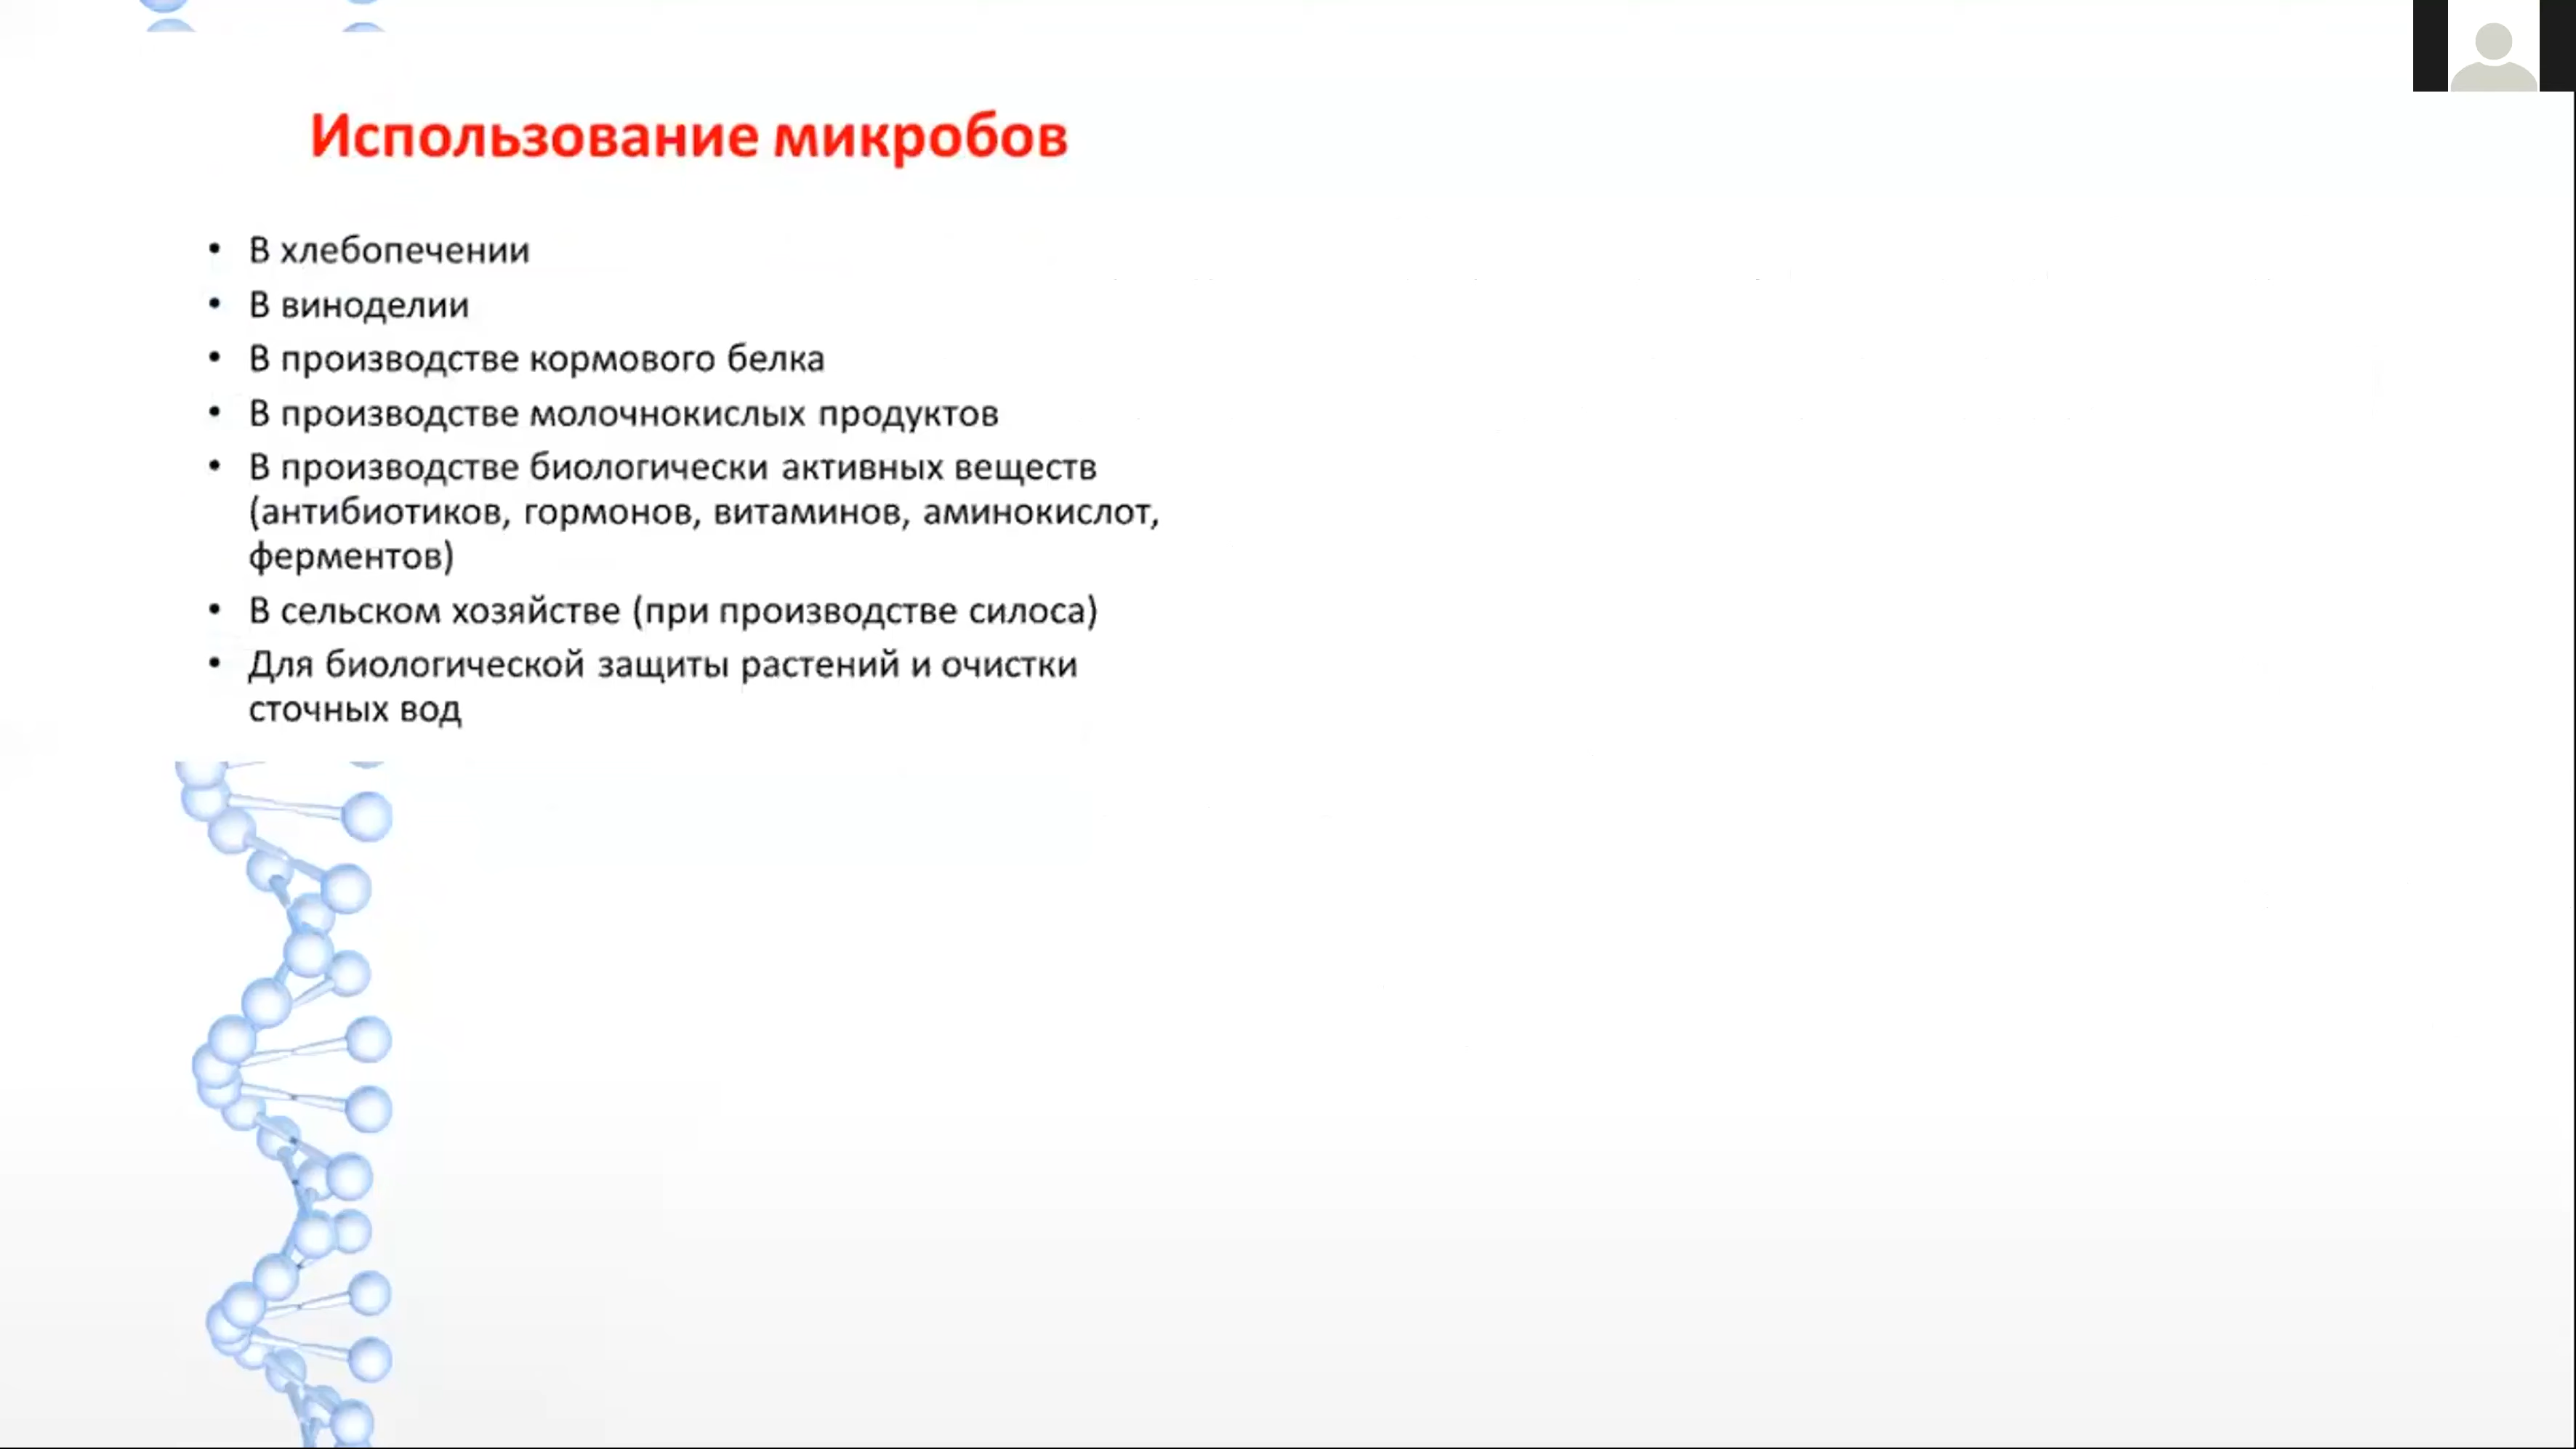 Использование микробов
• В хлебопечении
• В виноделии
• В производстве кормового белка
• В производстве молочнокислых продуктов
• В производстве биологически активных веществ
(антибиотиков, гормонов, витаминов, аминокислот,
ферментов)
• В сельском хозяйстве (при производстве силоса)
• Для биологической защиты растений и очистки
сточных вод